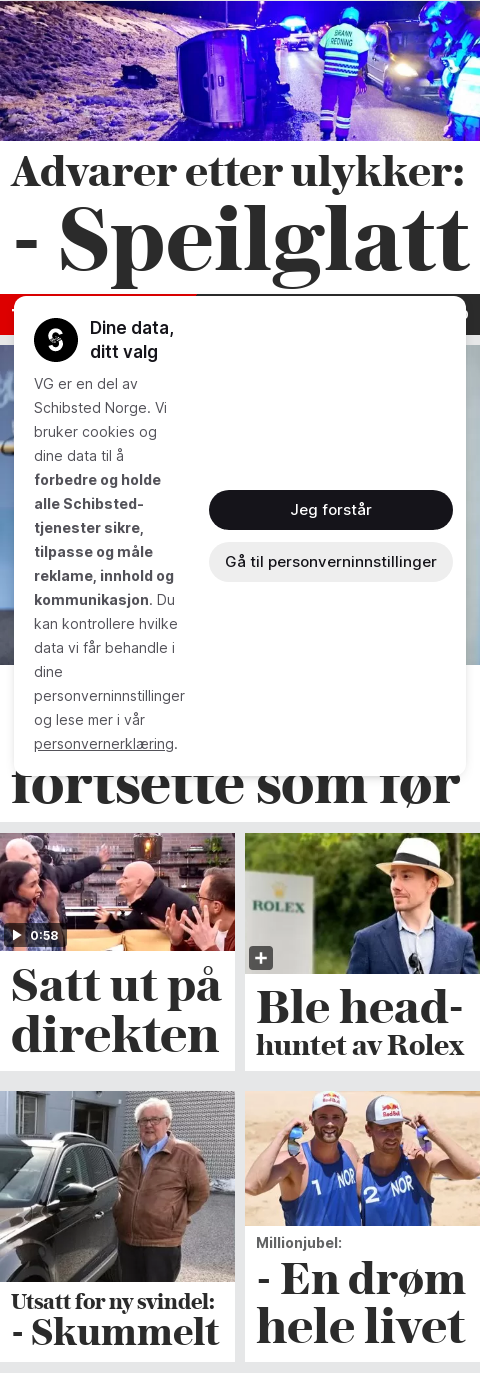 BRANN
REDNING
Advarer etter ulykker:
- Speilglatt
Dine data,
ditt valg
VG er en del av
Schibsted Norge. Vi
bruker cookies og
dine data til å
forbedre og holde
alle Schibsted-
tjenester sikre,
tilpasse og måle
reklame, innhold og
kommunikasjon. Du
kan kontrollere hvilke
data vi får behandle i
dine
personverninnstillinger
og lese mer i vår
personvernerklæring.
Jeg forstår
Gå til personverninnstillinger
fortsette som før
0:58
Satt ut på
direkten
ROLEX
Ble head-
huntet av Rolex
Utsatt for ny svindel:
- Skummelt
1 NOR
2 NOR
Millionjubel:
- En drøm
hele livet